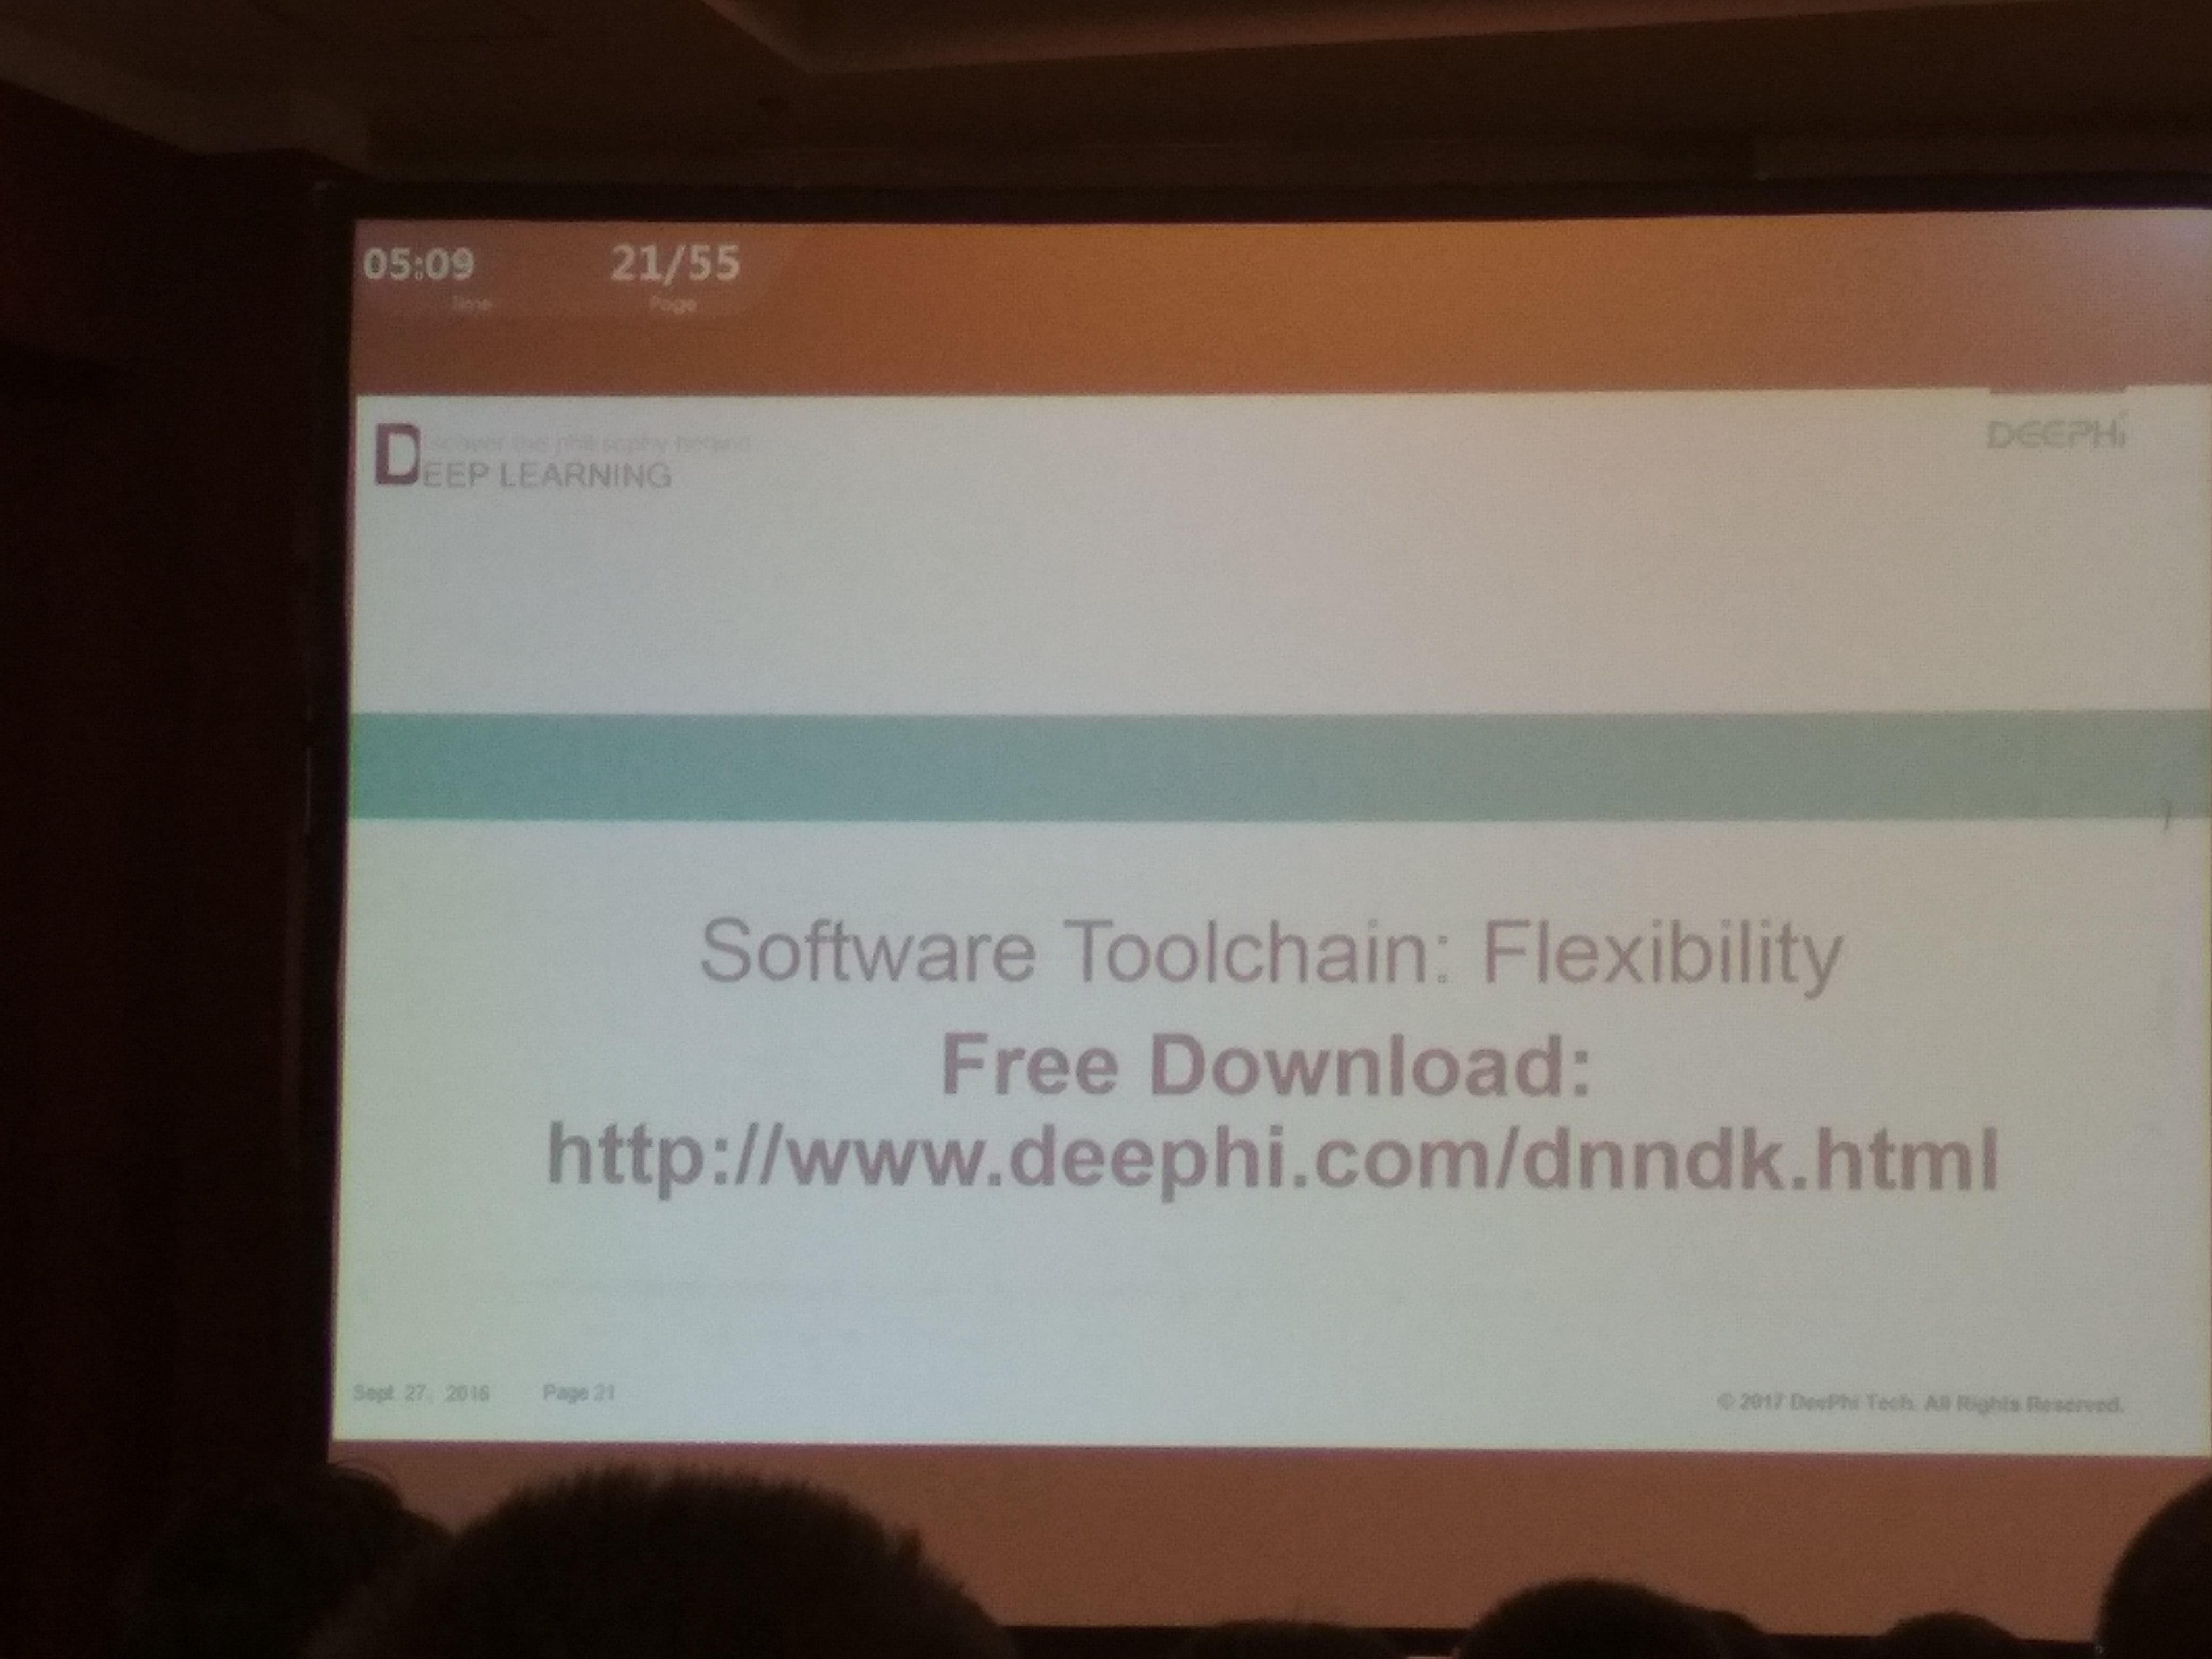 05:09 21/55
Time Page
Discover the philosophy behind
DEEP LEARNING
DEEPHi
Software Toolchain: Flexibility
Free Download:
http://www.deephi.com/dnndk.html
Sept. 27, 2016 Page 21
© 2017 DeePhi Tech. All Rights Reserved.